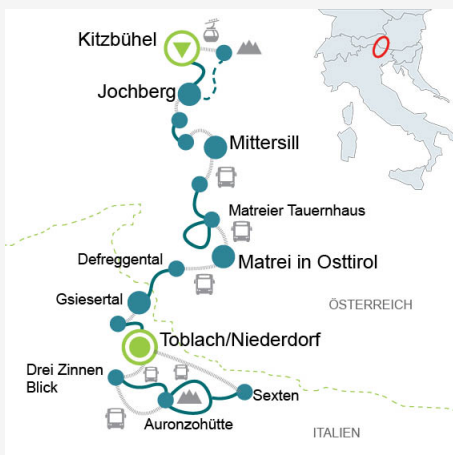 Kitzbühel
Jochberg
Mittersill
Matreier Tauernhaus
Defreggental
Matrei in Osttirol
Gsiesertal
ÖSTERREICH
Toblach/Niederdorf
Drei Zinnen
Blick
Sexten
Auronzohütte
ITALIEN